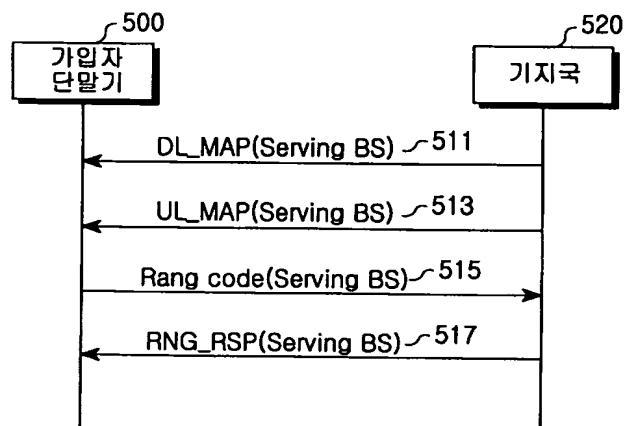 500
520
가입자
단말기
기지국
DL_MAP(Serving BS) 511
UL_MAP(Serving BS) 513
Rang code(Serving BS) 515
RNG_RSP(Serving BS) 517